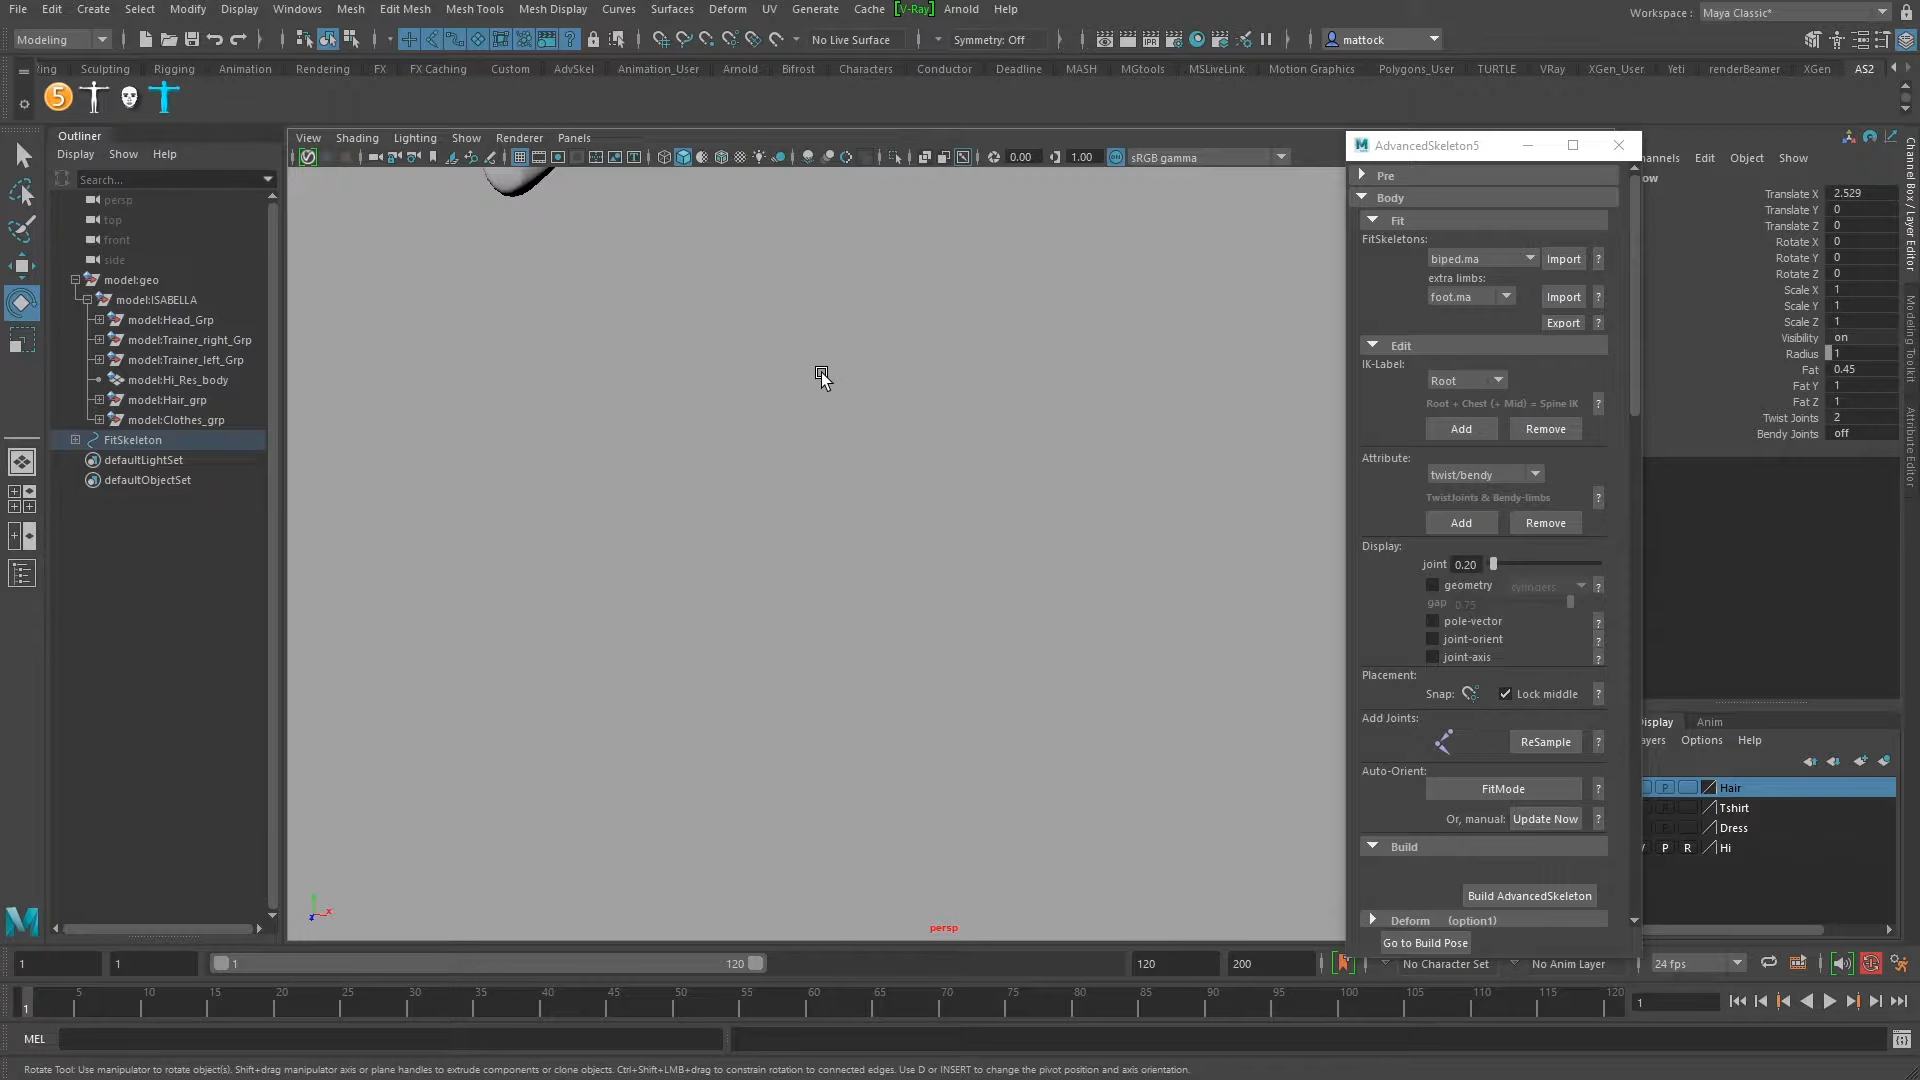 File Edit Create Select Modify Display Windows Mesh Edit Mesh Mesh Tools Mesh Display Curves Surfaces Deform UV Generate Cache [V-Ray] Arnold Help
Workspace : Maya Classic*
Modeling
No Live Surface
Symmetry: Off
mattock
Sculpting Rigging Animation Rendering FX FX Caching Custom AdvSkel Animation_User Arnold Bifrost Characters Conductor Deadline MASH MGtools MSLiveLink Motion Graphics Polygons_User TURTLE VRay XGen_User Yeti renderBeamer XGen AS2
5
Outliner
Display Show Help
Search...
persp
top
front
side
model:geo
model:ISABELLA
model:Head_Grp
model:Trainer_right_Grp
model:Trainer_left_Grp
model:Hi_Res_body
model:Hair_grp
model:Clothes_grp
FitSkeleton
defaultLightSet
defaultObjectSet
View Shading Lighting Show Renderer Panels
0.00 1.00 sRGB gamma
persp
AdvancedSkeleton5
Pre
Body
Fit
FitSkeletons:
biped.ma Import ?
extra limbs:
foot.ma Import ?
Export ?
Edit
IK-Label:
Root
Root + Chest (+ Mid) = Spine IK ?
Add Remove
Attribute:
twist/bendy
TwistJoints & Bendy-limbs ?
Add Remove
Display:
joint 0.20
geometry cylinders ?
gap 0.75
pole-vector ?
joint-orient ?
joint-axis ?
Placement:
Snap: Lock middle ?
Add Joints:
ReSample ?
Auto-Orient:
FitMode ?
Or, manual: Update Now ?
Build
Build AdvancedSkeleton
Deform (option1)
Go to Build Pose
Edit Object Show
Translate X 2.529
Translate Y 0
Translate Z 0
Rotate X 0
Rotate Y 0
Rotate Z 0
Scale X 1
Scale Y 1
Scale Z 1
Visibility on
Radius 1
Fat 0.45
Fat Y 1
Fat Z 1
Twist Joints 2
Bendy Joints off
Channel Box / Layer Editor
Modeling Toolkit
Attribute Editor
Anim
Options Help
P Hair
P Tshirt
P Dress
P R Hi
1 1 1 120 120 200 No Character Set No Anim Layer 24 fps
5 10 15 20 25 30 35 40 45 50 55 60 65 70 75 80 85 90 95 100 105 110 115 120
1 1
MEL
Rotate Tool: Use manipulator to rotate object(s). Shift+drag manipulator axis or plane handles to extrude components or clone objects. Ctrl+Shift+LMB+drag to constrain rotation to connected edges. Use D or INSERT to change the pivot position and axis orientation.